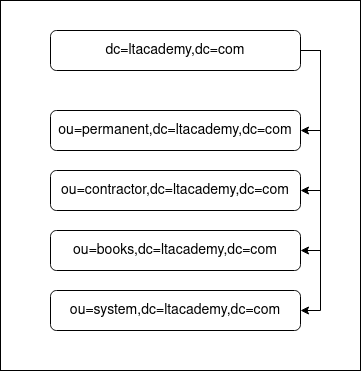 dc=ltacademy,dc=com
ou=permanent,dc=ltacademy,dc=com
ou=contractor,dc=ltacademy,dc=com
ou=books,dc=ltacademy,dc=com
ou=system,dc=ltacademy,dc=com